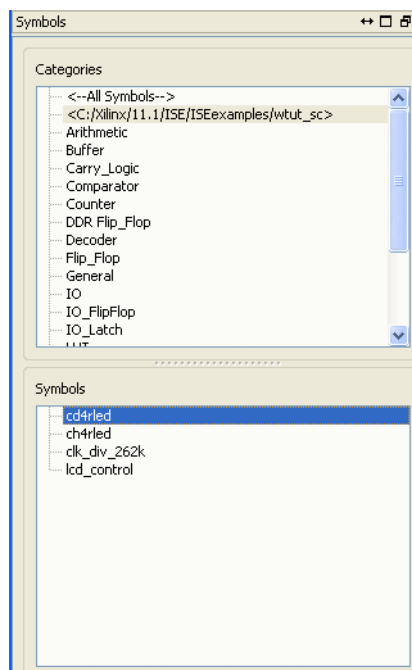 Symbols
Categories
<--All Symbols-->
<C:/Xilinx/11.1/ISE/ISEexamples/wtut_sc>
Arithmetic
Buffer
Carry_Logic
Comparator
Counter
DDR Flip_Flop
Decoder
Flip_Flop
General
IO
IO_FlipFlop
IO_Latch
LUT
Symbols
cd4rled
ch4rled
clk_div_262k
lcd_control